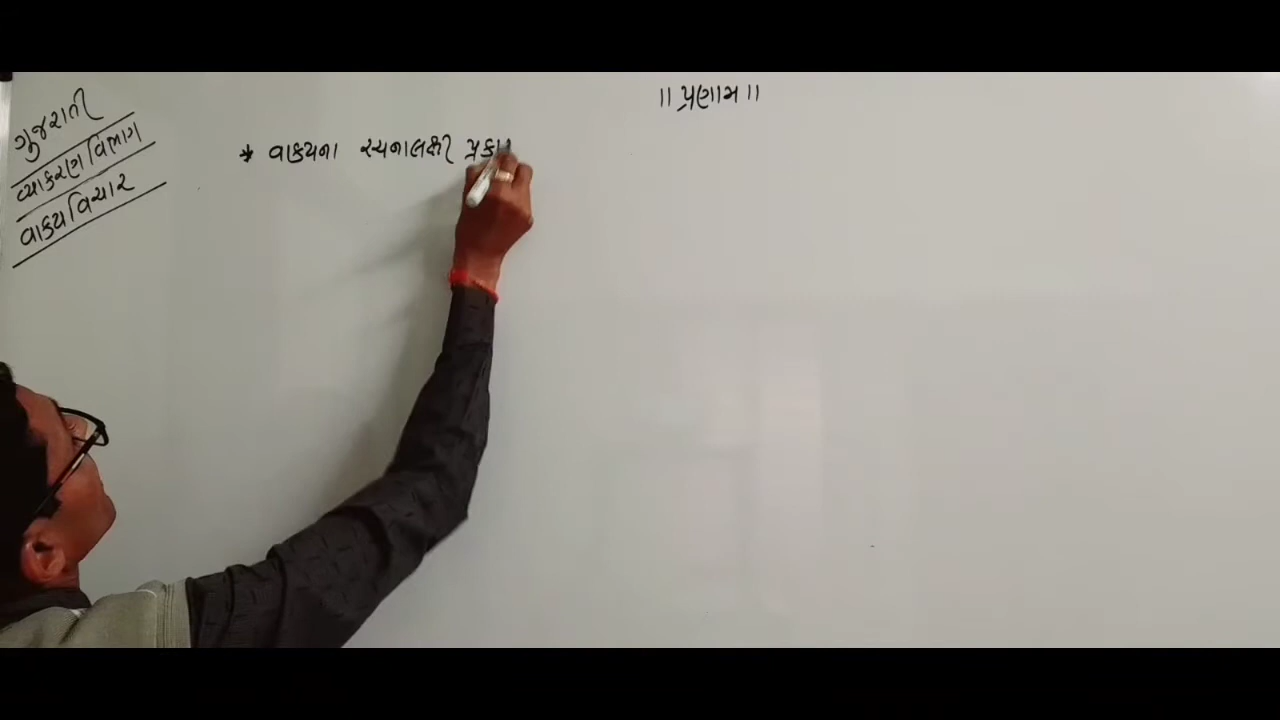 ॥ પ્રણામ ॥
ગુજરાતી
વ્યાકરણ વિભાગ
વાક્યવિચાર
* વાક્યના રચનાલક્ષી પ્રકા